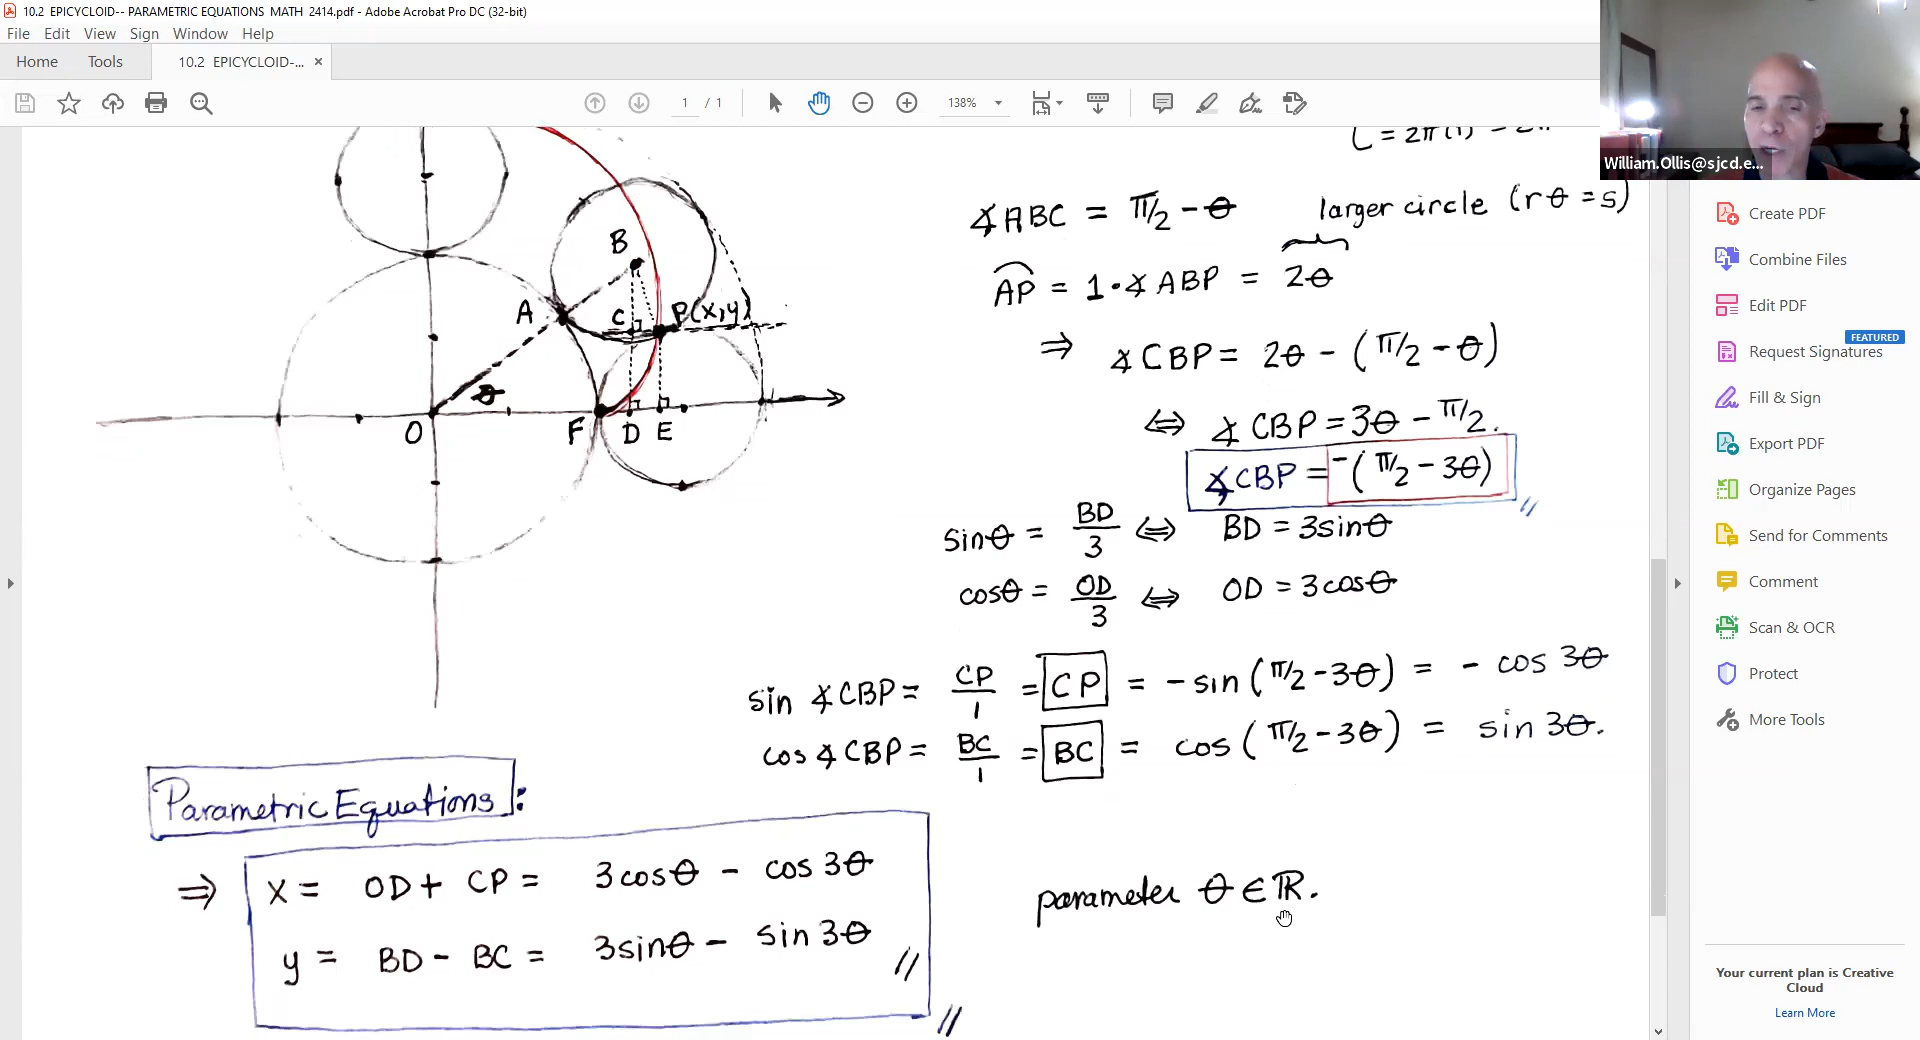 10.2 EPICYCLOID-- PARAMETRIC EQUATIONS MATH 2414.pdf - Adobe Acrobat Pro DC (32-bit)
File Edit View Sign Window Help
Home Tools 10.2 EPICYCLOID-... ×
1 / 1 138%
William.Ollis@sjcd.e...
∡ABC = π/2 - θ
larger circle (rθ = s)
AP = 1·∡ABP = 2θ
⇒ ∡CBP = 2θ - (π/2 - θ)
⇔ ∡CBP = 3θ - π/2.
∡CBP = -(π/2 - 3θ)
sinθ = BD/3 ⇔ BD = 3sinθ
cosθ = OD/3 ⇔ OD = 3cosθ
sin ∡CBP = CP/1 = CP = -sin(π/2 - 3θ) = - cos 3θ
cos ∡CBP = BC/1 = BC = cos(π/2 - 3θ) = sin 3θ.
B
A
C
P(x,y)
θ
O
F
D
E
Parametric Equations:
⇒ x = OD + CP = 3cosθ - cos 3θ
y = BD - BC = 3sinθ - sin 3θ //
//
parameter θ ∈ ℝ.
Create PDF
Combine Files
Edit PDF
FEATURED
Request Signatures
Fill & Sign
Export PDF
Organize Pages
Send for Comments
Comment
Scan & OCR
Protect
More Tools
Your current plan is Creative
Cloud
Learn More